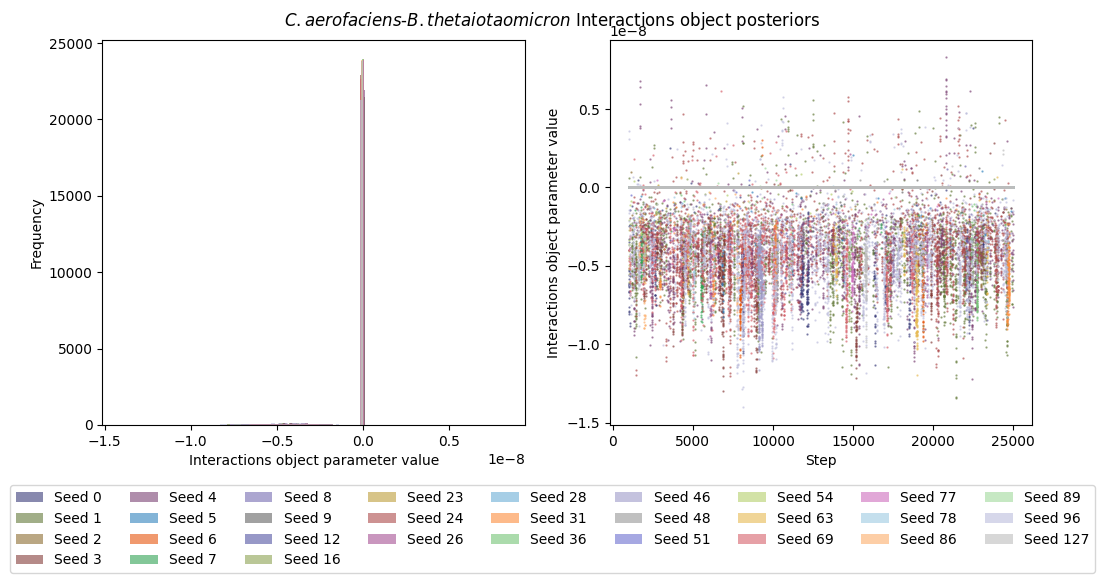 C. aerofaciens-B. thetaiotaomicron Interactions object posteriors
25000
20000
15000
10000
5000
0
Frequency
−1.5 −1.0 −0.5 0.0 0.5
1e−8
Interactions object parameter value
1e−8
0.5
0.0
−0.5
−1.0
−1.5
Interactions object parameter value
0 5000 10000 15000 20000 25000
Step
Seed 0 Seed 4 Seed 8 Seed 23 Seed 28 Seed 46 Seed 54 Seed 77 Seed 89
Seed 1 Seed 5 Seed 9 Seed 24 Seed 31 Seed 48 Seed 63 Seed 78 Seed 96
Seed 2 Seed 6 Seed 12 Seed 26 Seed 36 Seed 51 Seed 69 Seed 86 Seed 127
Seed 3 Seed 7 Seed 16